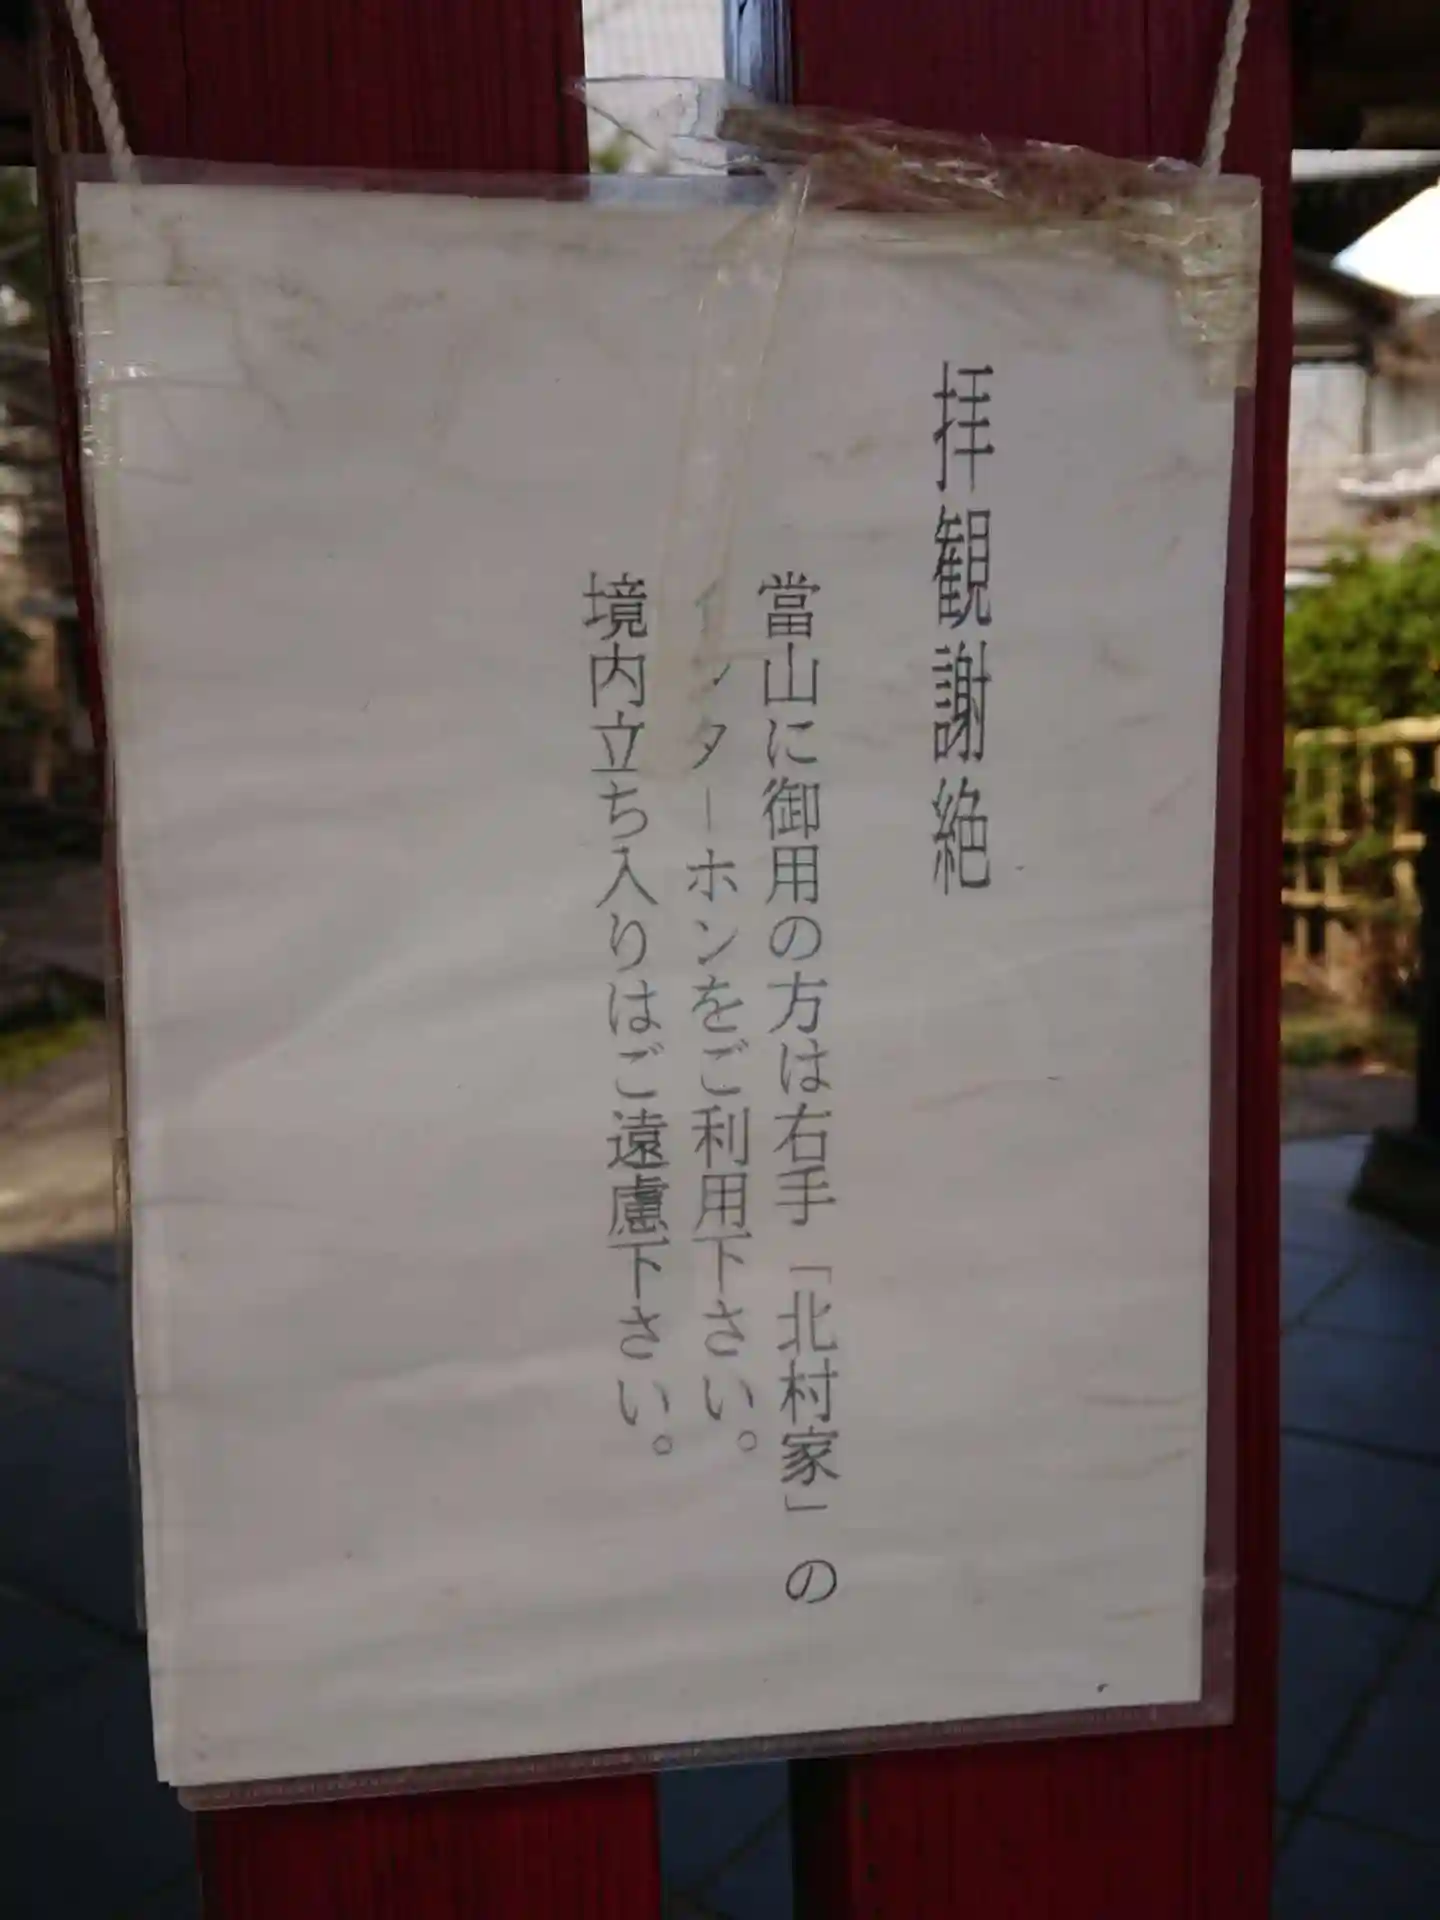 拝観謝絶
當山に御用の方は右手「北村家」の
インターホンをご利用下さい。
境内立ち入りはご遠慮下さい。